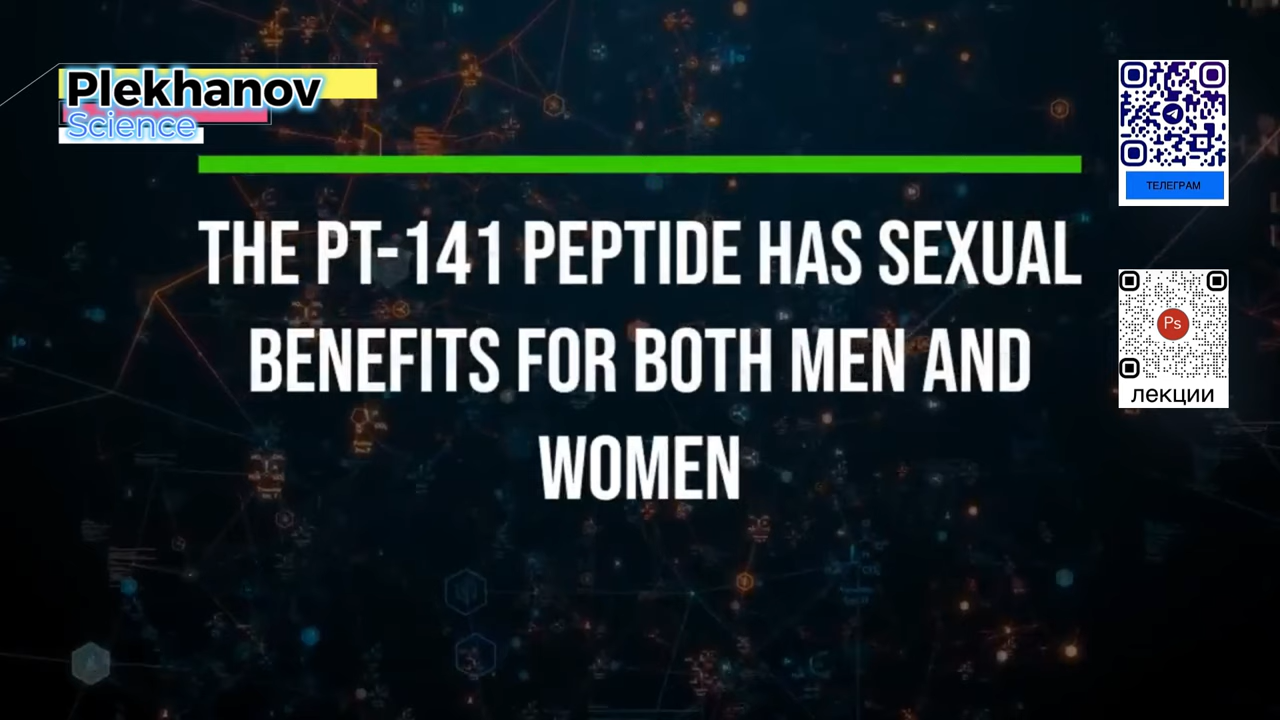 Plekhanov
Science
THE PT-141 PEPTIDE HAS SEXUAL
BENEFITS FOR BOTH MEN AND
WOMEN
ТЕЛЕГРАМ
Ps
лекции